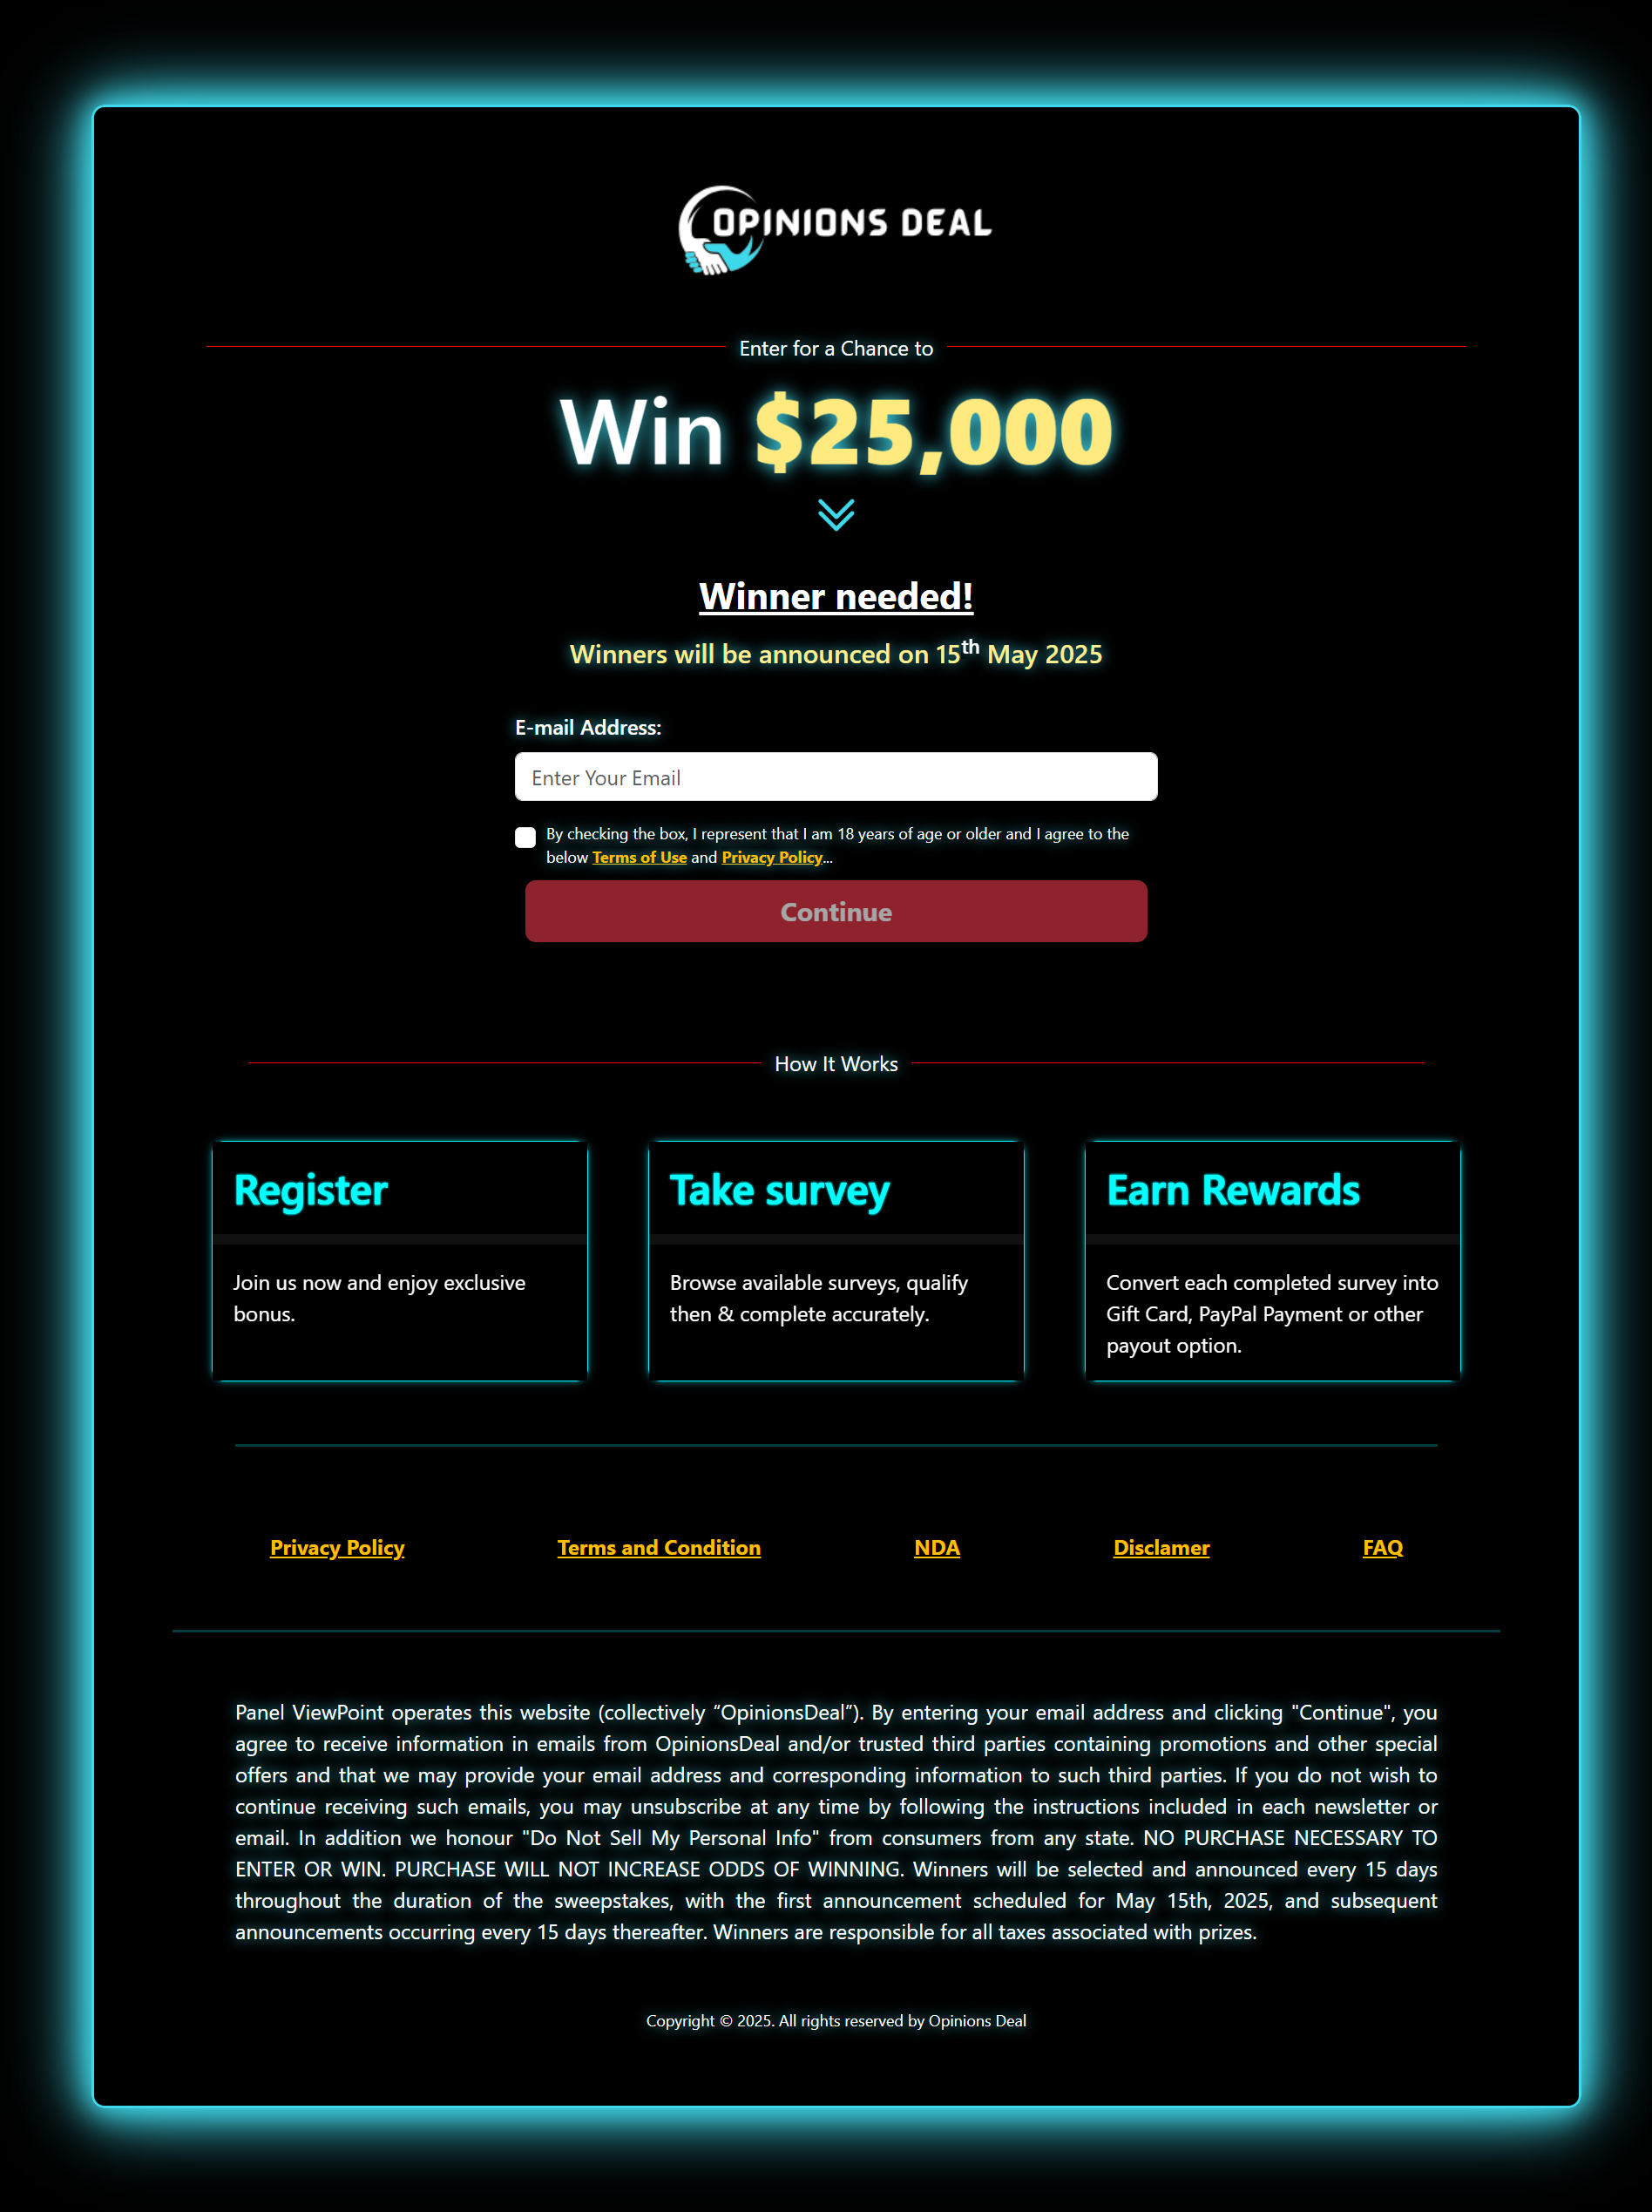 OPINIONS DEAL
Enter for a Chance to
Win $25,000
Winner needed!
Winners will be announced on 15th May 2025
E-mail Address:
Enter Your Email
By checking the box, I represent that I am 18 years of age or older and I agree to the
below Terms of Use and Privacy Policy...
Continue
How It Works
Register
Join us now and enjoy exclusive
bonus.
Take survey
Browse available surveys, qualify
then & complete accurately.
Earn Rewards
Convert each completed survey into
Gift Card, PayPal Payment or other
payout option.
Privacy Policy
Terms and Condition
NDA
Disclamer
FAQ
Panel ViewPoint operates this website (collectively “OpinionsDeal”). By entering your email address and clicking "Continue", you
agree to receive information in emails from OpinionsDeal and/or trusted third parties containing promotions and other special
offers and that we may provide your email address and corresponding information to such third parties. If you do not wish to
continue receiving such emails, you may unsubscribe at any time by following the instructions included in each newsletter or
email. In addition we honour "Do Not Sell My Personal Info" from consumers from any state. NO PURCHASE NECESSARY TO
ENTER OR WIN. PURCHASE WILL NOT INCREASE ODDS OF WINNING. Winners will be selected and announced every 15 days
throughout the duration of the sweepstakes, with the first announcement scheduled for May 15th, 2025, and subsequent
announcements occurring every 15 days thereafter. Winners are responsible for all taxes associated with prizes.
Copyright © 2025. All rights reserved by Opinions Deal